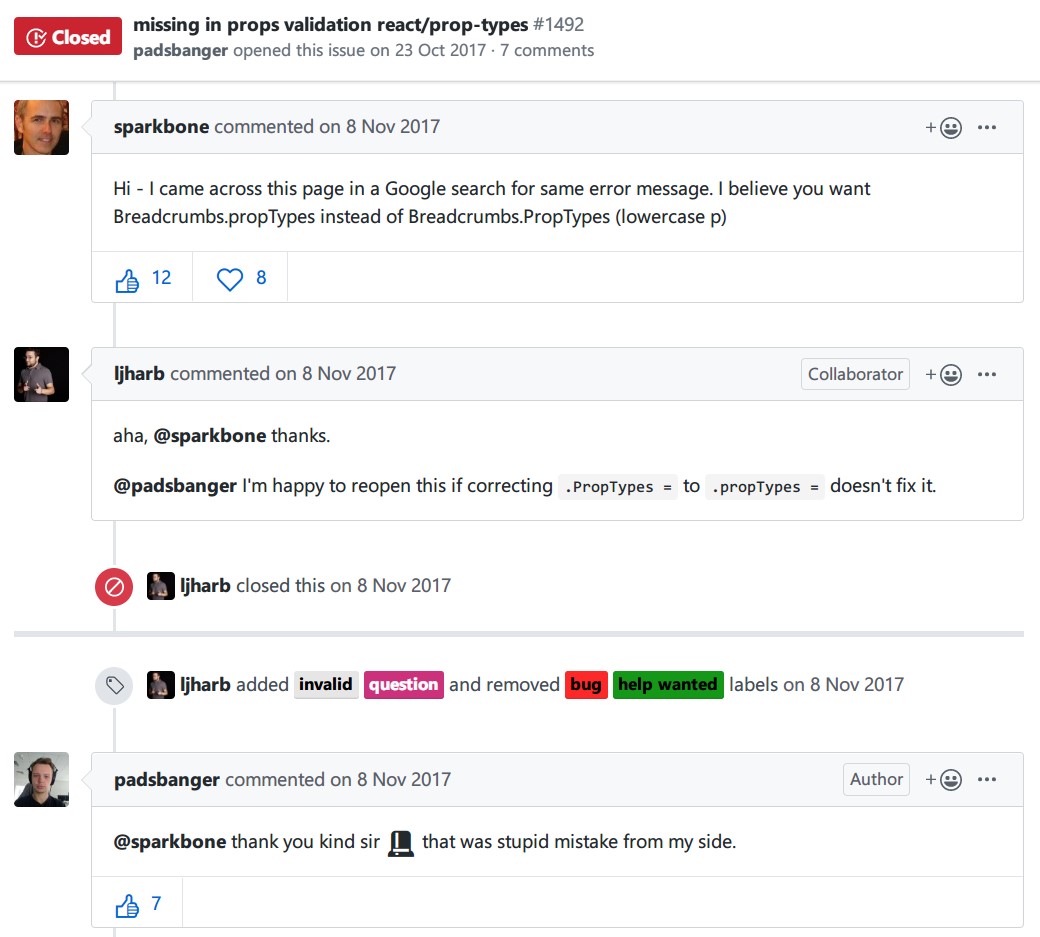 Closed
missing in props validation react/prop-types #1492
padsbanger opened this issue on 23 Oct 2017 · 7 comments
sparkbone commented on 8 Nov 2017
Hi - I came across this page in a Google search for same error message. I believe you want
Breadcrumbs.propTypes instead of Breadcrumbs.PropTypes (lowercase p)
12 8
ljharb commented on 8 Nov 2017 Collaborator
aha, @sparkbone thanks.
@padsbanger I'm happy to reopen this if correcting .PropTypes = to .propTypes = doesn't fix it.
ljharb closed this on 8 Nov 2017
ljharb added invalid question and removed bug help wanted labels on 8 Nov 2017
padsbanger commented on 8 Nov 2017 Author
@sparkbone thank you kind sir 🎩 that was stupid mistake from my side.
7